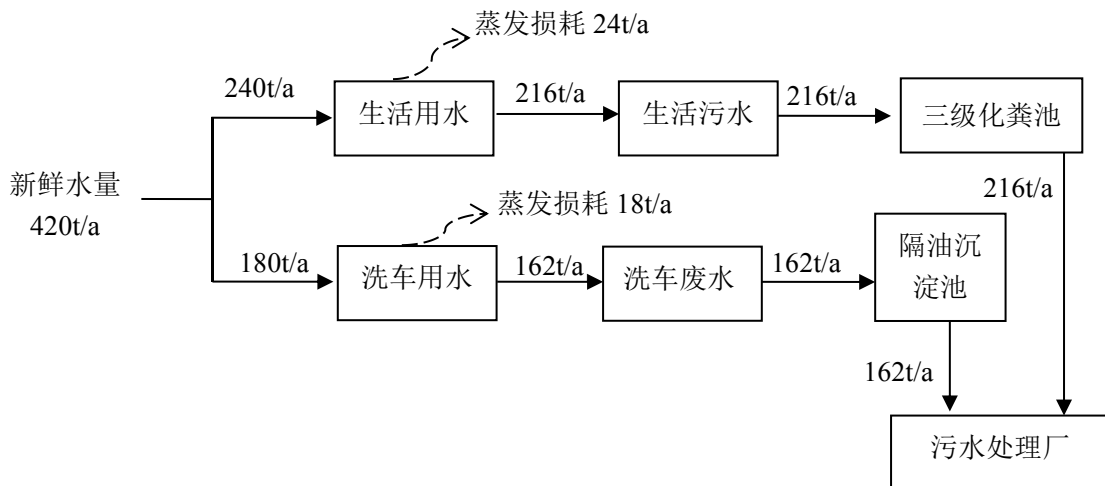 蒸发损耗 24t/a
240t/a
生活用水
216t/a
生活污水
216t/a
三级化粪池
新鲜水量
420t/a
216t/a
蒸发损耗 18t/a
180t/a
洗车用水
162t/a
洗车废水
162t/a
隔油沉
淀池
162t/a
污水处理厂